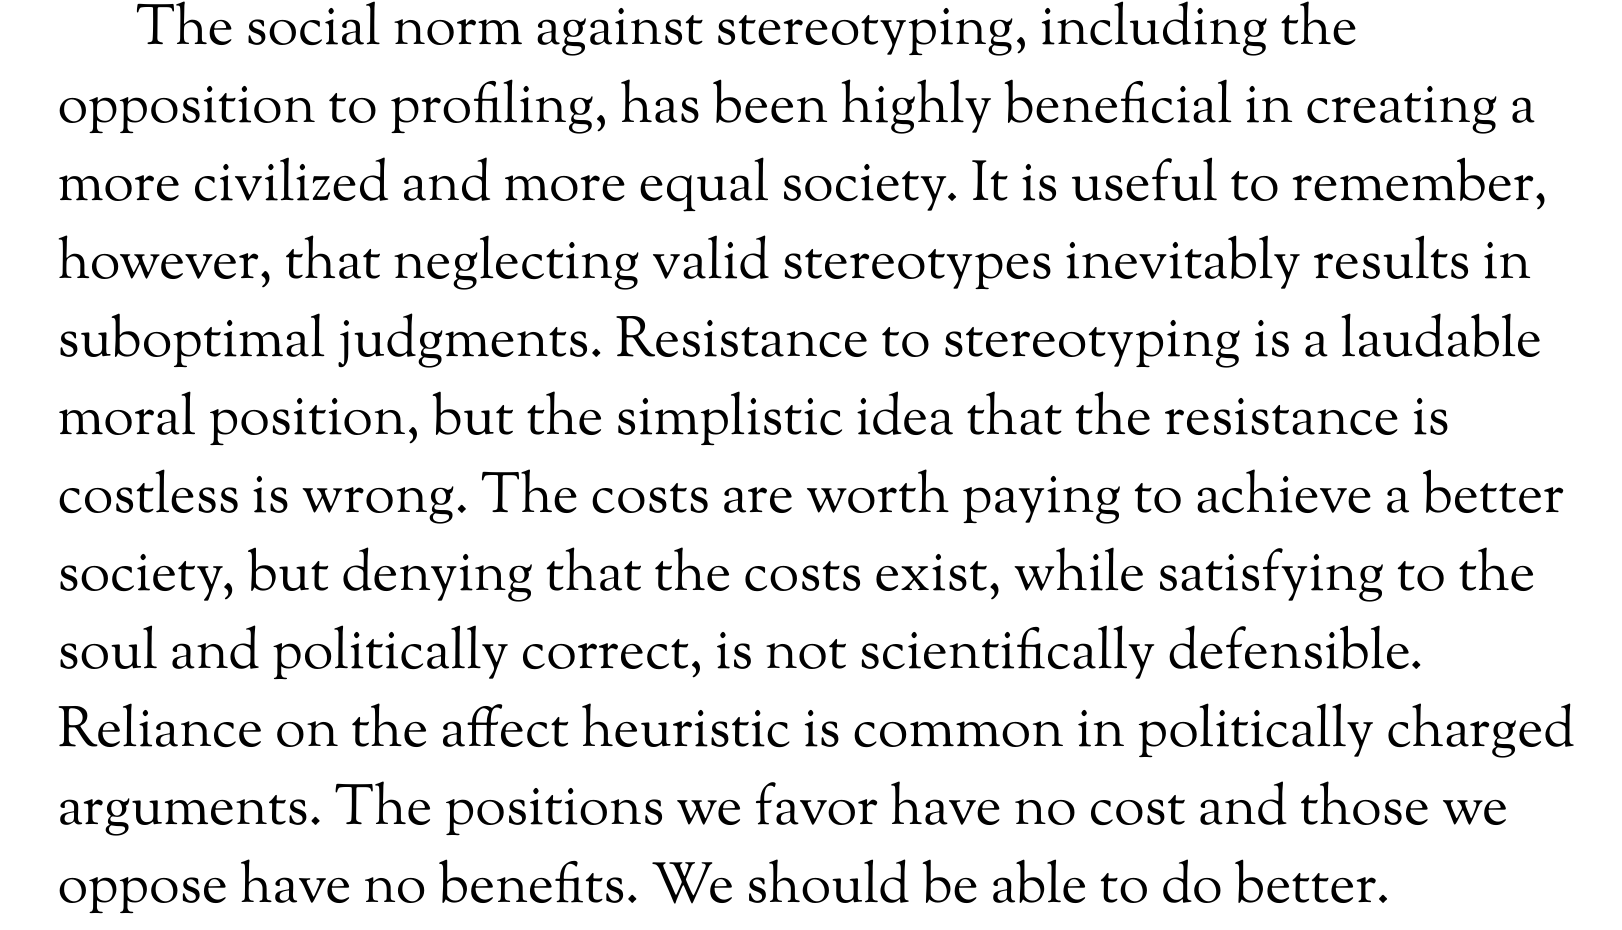 The social norm against stereotyping, including the
opposition to profiling, has been highly beneficial in creating a
more civilized and more equal society. It is useful to remember,
however, that neglecting valid stereotypes inevitably results in
suboptimal judgments. Resistance to stereotyping is a laudable
moral position, but the simplistic idea that the resistance is
costless is wrong. The costs are worth paying to achieve a better
society, but denying that the costs exist, while satisfying to the
soul and politically correct, is not scientifically defensible.
Reliance on the affect heuristic is common in politically charged
arguments. The positions we favor have no cost and those we
oppose have no benefits. We should be able to do better.